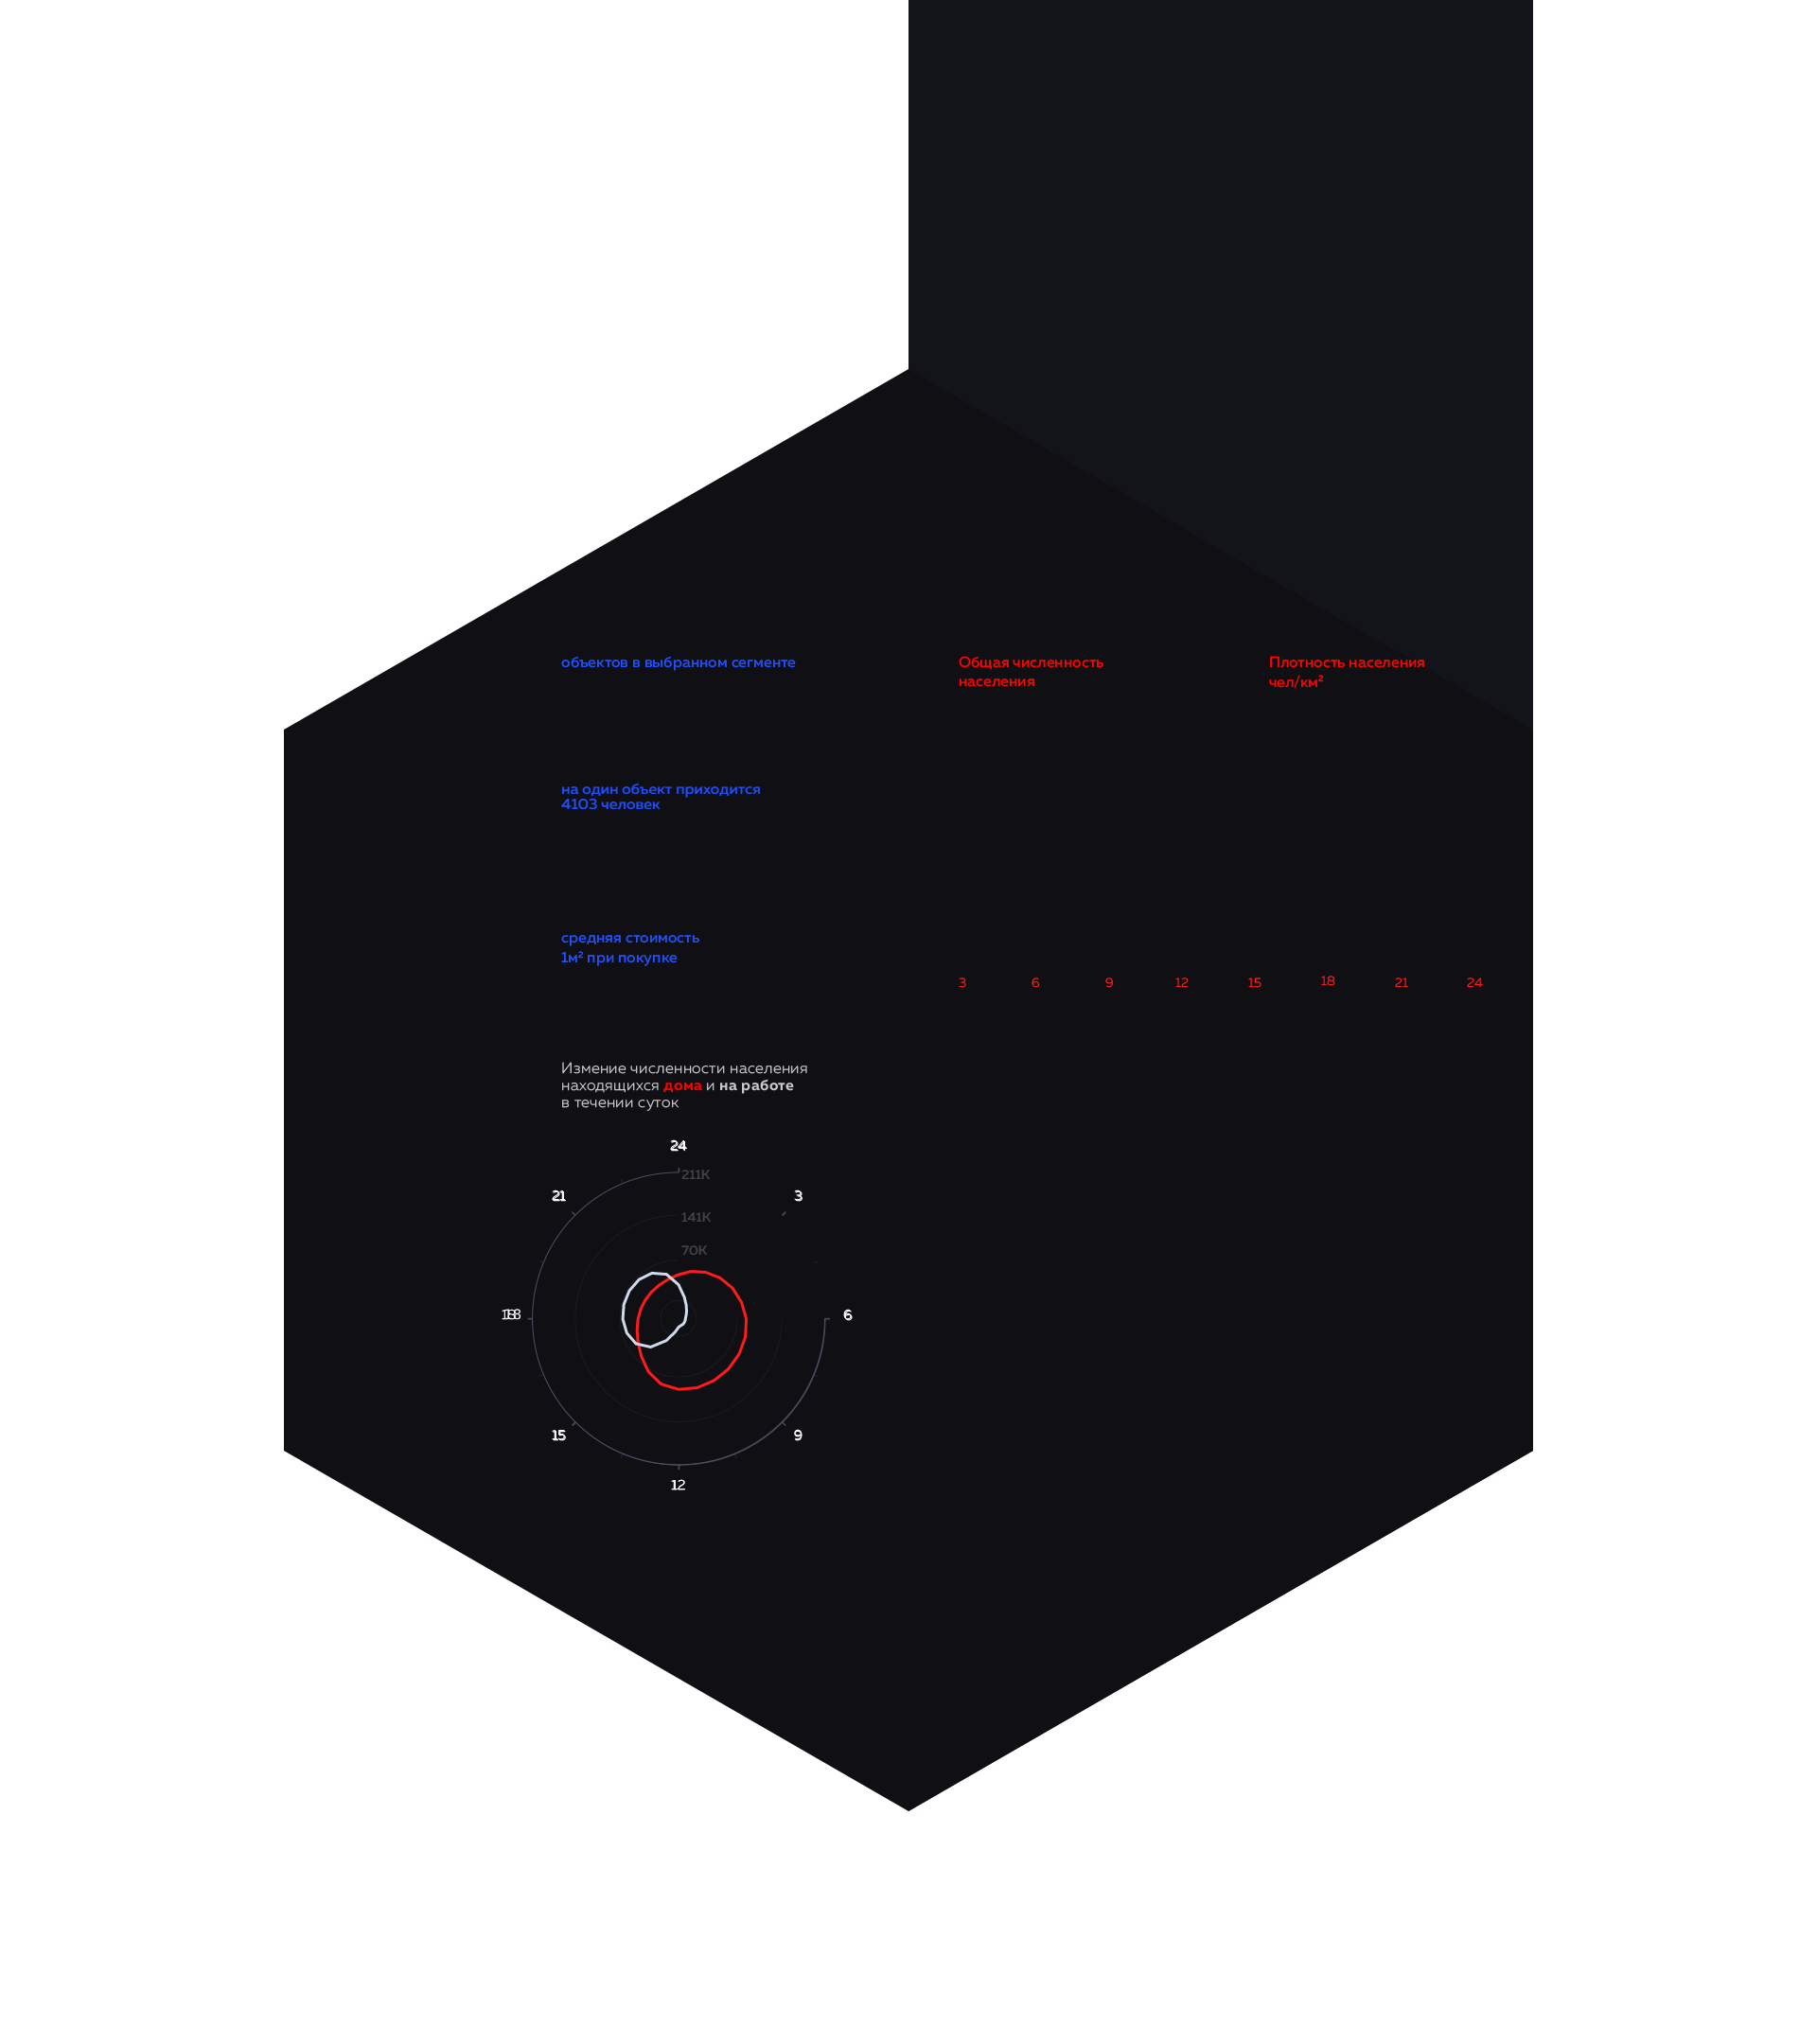 объектов в выбранном сегменте
Общая численность
населения
Плотность населения
чел/км²
на один объект приходится
4103 человек
средняя стоимость
1м² при покупке
3 6 9 12 15 18 21 24
Измение численности населения
находящихся дома и на работе
в течении суток
24
211K
21
3
141K
70K
18
6
15
9
12